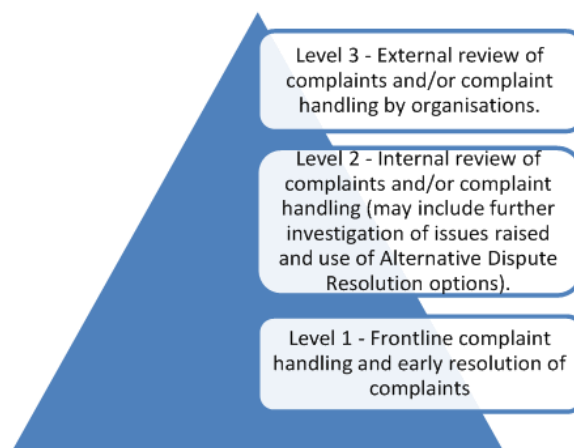 Level 3 - External review of
complaints and/or complaint
handling by organisations.
Level 2 - Internal review of
complaints and/or complaint
handling (may include further
investigation of issues raised
and use of Alternative Dispute
Resolution options).
Level 1 - Frontline complaint
handling and early resolution of
complaints